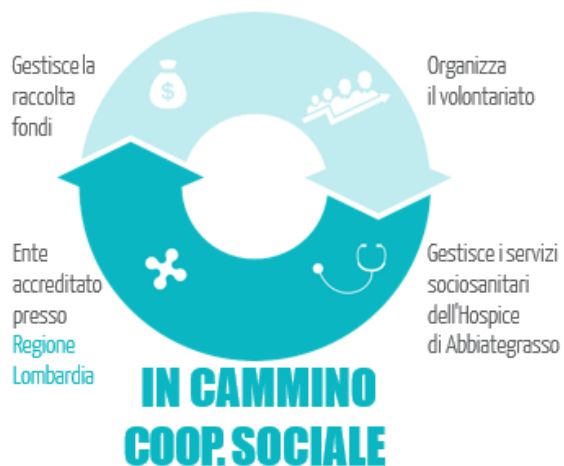 Gestisce la
raccolta
fondi
$
Organizza
il volontariato
Ente
accreditato
presso
Regione
Lombardia
Gestisce i servizi
sociosanitari
dell'Hospice
di Abbiategrasso
IN CAMMINO
COOP. SOCIALE